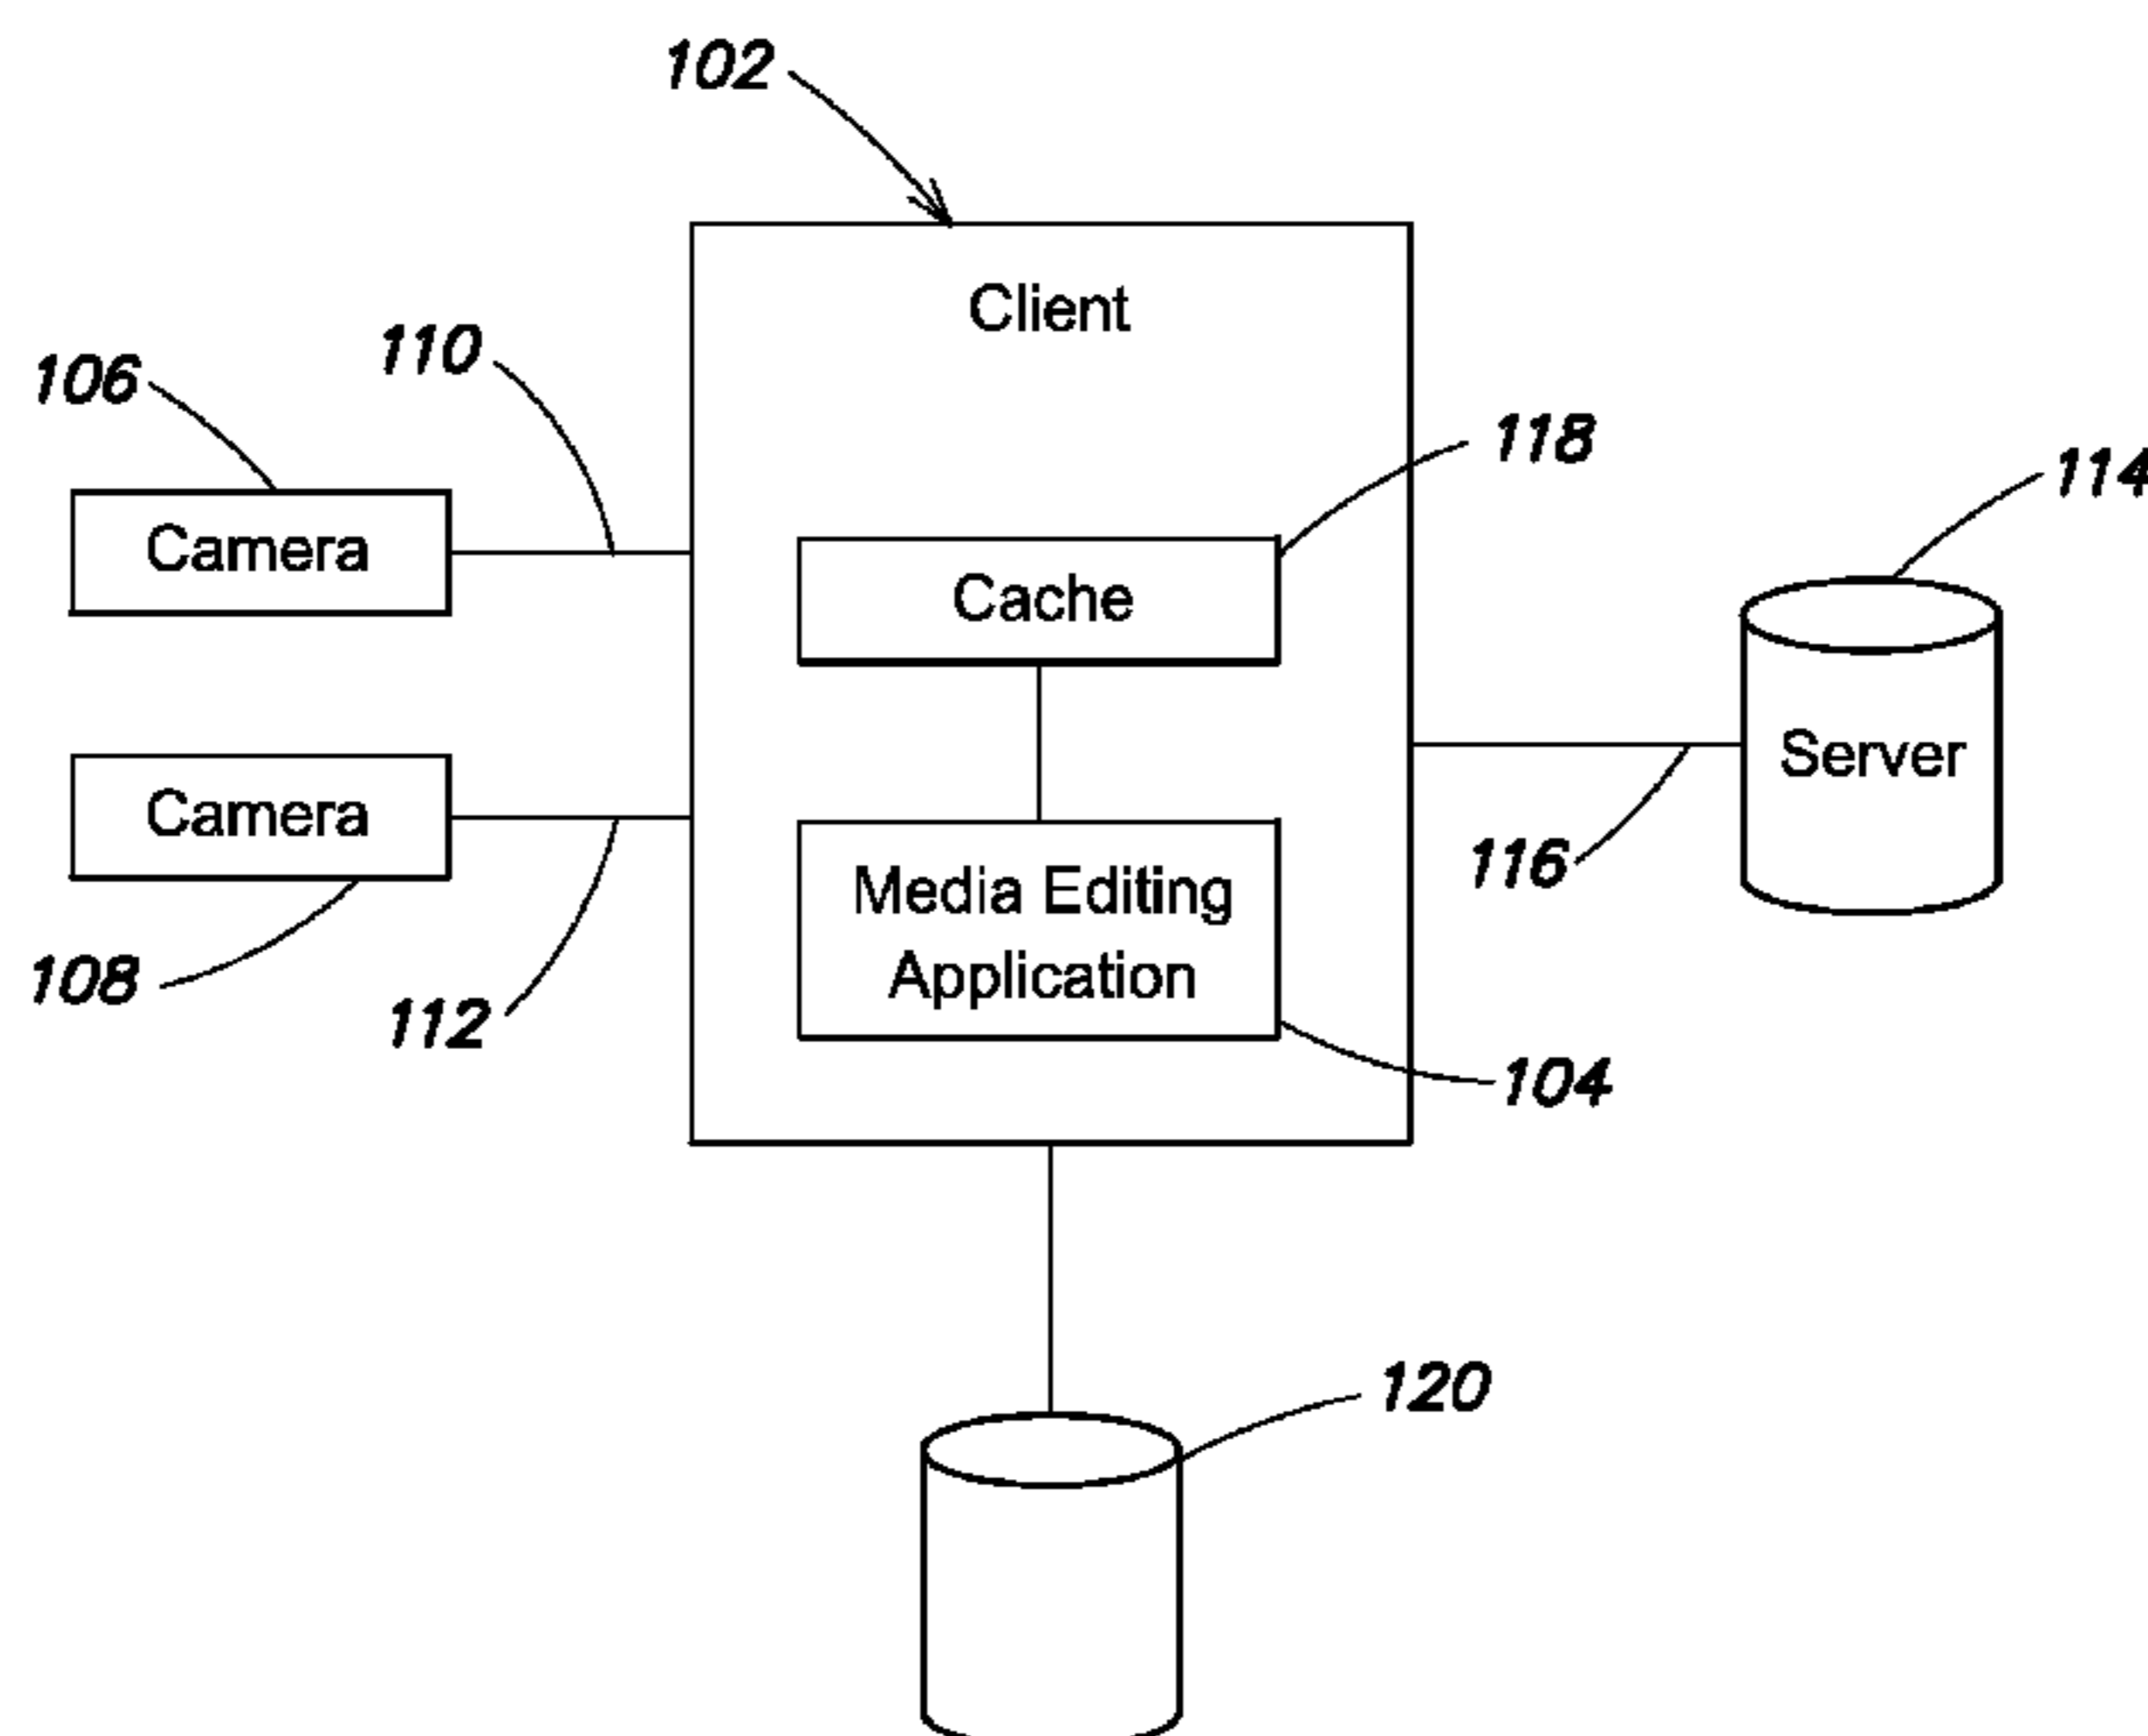 102
Client
110
106
118
114
Camera
Cache
Server
Camera
Media Editing
Application
116
108
112
104
120